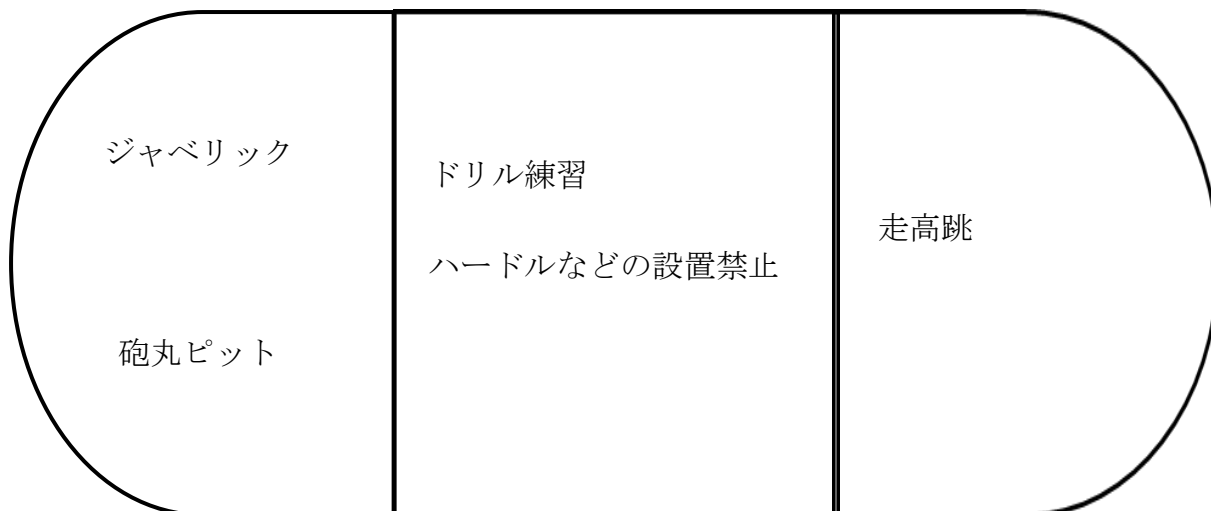 ジャベリック
砲丸ピット
ドリル練習
ハードルなどの設置禁止
走高跳